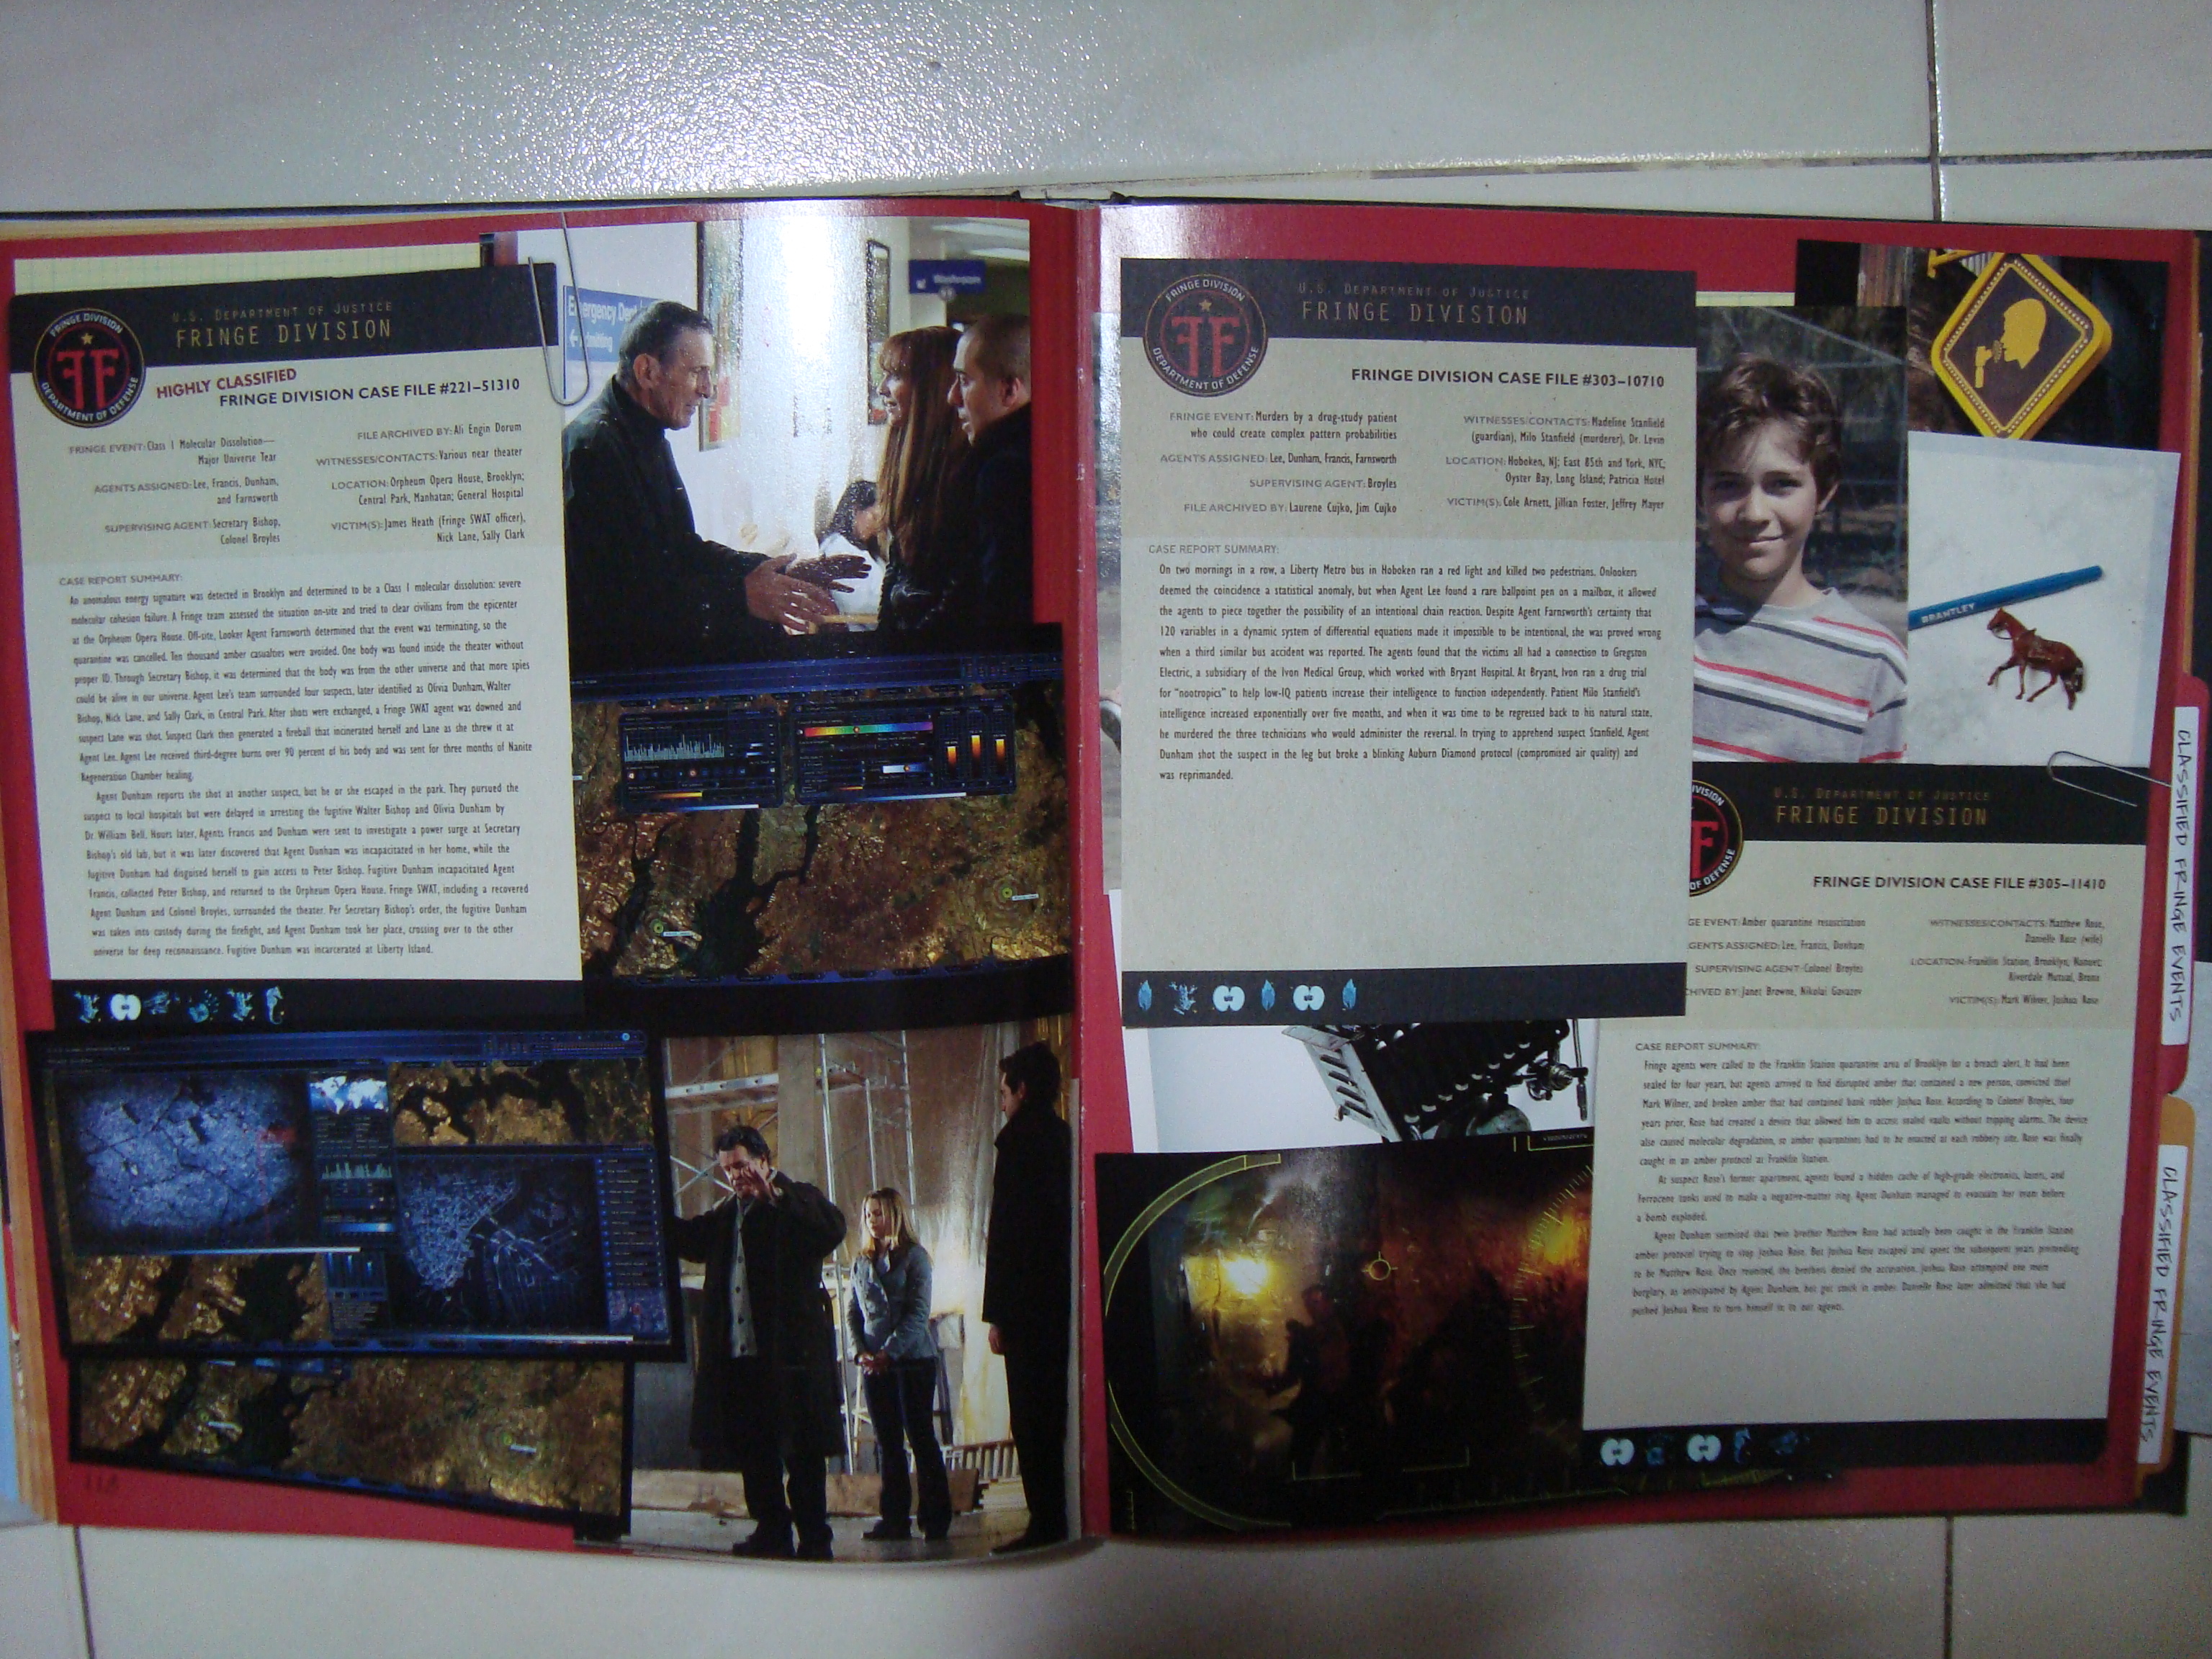 U.S. DEPARTMENT OF JUSTICE
FRINGE DIVISION
FRINGE DIVISION
DEPARTMENT OF DEFENSE
HIGHLY CLASSIFIED
FRINGE DIVISION CASE FILE #221–51310
FRINGE EVENT: Class 1 Molecular Dissolution—
Major Universe Tear
AGENTS ASSIGNED: Lee, Francis, Dunham,
and Farnsworth
SUPERVISING AGENT: Secretary Bishop,
Colonel Broyles
FILE ARCHIVED BY: Ali Engin Dorum
WITNESSES/CONTACTS: Various near theater
LOCATION: Orpheum Opera House, Brooklyn;
Central Park, Manhatan; General Hospital
VICTIM(S): James Heath (Fringe SWAT officer),
Nick Lane, Sally Clark
CASE REPORT SUMMARY:
An anomalous energy signature was detected in Brooklyn and determined to be a Class 1 molecular dissolution: severe
molecular cohesion failure. A Fringe team assessed the situation on-site and tried to clear civilians from the epicenter
at the Orpheum Opera House. Off-site, Looker Agent Farnsworth determined that the event was terminating, so the
quarantine was cancelled. Ten thousand amber casualties were avoided. One body was found inside the theater without
proper ID. Through Secretary Bishop, it was determined that the body was from the other universe and that more spies
could be alive in our universe. Agent Lee's team surrounded four suspects, later identified as Olivia Dunham, Walter
Bishop, Nick Lane, and Sally Clark, in Central Park. After shots were exchanged, a Fringe SWAT agent was downed and
suspect Lane was shot. Suspect Clark then generated a fireball that incinerated herself and Lane as she threw it at
Agent Lee. Agent Lee received third-degree burns over 90 percent of his body and was sent for three months of Nanite
Regeneration Chamber healing.
Agent Dunham reports she shot at another suspect, but he or she escaped in the park. They pursued the
suspect to local hospitals but were delayed in arresting the fugitive Walter Bishop and Olivia Dunham by
Dr. William Bell. Hours later, Agents Francis and Dunham were sent to investigate a power surge at Secretary
Bishop's old lab, but it was later discovered that Agent Dunham was incapacitated in her home, while the
fugitive Dunham had disguised herself to gain access to Peter Bishop. Fugitive Dunham incapacitated Agent
Francis, collected Peter Bishop, and returned to the Orpheum Opera House. Fringe SWAT, including a recovered
Agent Dunham and Colonel Broyles, surrounded the theater. Per Secretary Bishop's order, the fugitive Dunham
was taken into custody during the firefight, and Agent Dunham took her place, crossing over to the other
universe for deep reconnaissance. Fugitive Dunham was incarcerated at Liberty Island.
118
Emergency
Admitting
Washroom
U.S. DEPARTMENT OF JUSTICE
FRINGE DIVISION
FRINGE DIVISION
DEPARTMENT OF DEFENSE
FRINGE DIVISION CASE FILE #303–10710
FRINGE EVENT: Murders by a drug-study patient
who could create complex pattern probabilities
AGENTS ASSIGNED: Lee, Dunham, Francis, Farnsworth
SUPERVISING AGENT: Broyles
FILE ARCHIVED BY: Laurene Cujko, Jim Cujko
WITNESSES/CONTACTS: Madeline Stanfield
(guardian), Milo Stanfield (murderer), Dr. Levin
LOCATION: Hoboken, NJ; East 85th and York, NYC;
Oyster Bay, Long Island; Patricia Hotel
VICTIM(S): Cole Arnett, Jillian Foster, Jeffrey Mayer
CASE REPORT SUMMARY:
On two mornings in a row, a Liberty Metro bus in Hoboken ran a red light and killed two pedestrians. Onlookers
deemed the coincidence a statistical anomaly, but when Agent Lee found a rare ballpoint pen on a mailbox, it allowed
the agents to piece together the possibility of an intentional chain reaction. Despite Agent Farnsworth's certainty that
120 variables in a dynamic system of differential equations made it impossible to be intentional, she was proved wrong
when a third similar bus accident was reported. The agents found that the victims all had a connection to Gregston
Electric, a subsidiary of the Ivon Medical Group, which worked with Bryant Hospital. At Bryant, Ivon ran a drug trial
for "nootropics" to help low-IQ patients increase their intelligence to function independently. Patient Milo Stanfield's
intelligence increased exponentially over five months, and when it was time to be regressed back to his natural state,
he murdered the three technicians who would administer the reversal. In trying to apprehend suspect Stanfield, Agent
Dunham shot the suspect in the leg but broke a blinking Auburn Diamond protocol (compromised air quality) and
was reprimanded.
BRANTLEY
U.S. DEPARTMENT OF JUSTICE
FRINGE DIVISION
OF DEFENSE
FRINGE DIVISION CASE FILE #305–11410
GE EVENT: Amber quarantine resuscitation
GENTS ASSIGNED: Lee, Francis, Dunham
SUPERVISING AGENT: Colonel Broyles
CHIVED BY: Janet Browne, Nikolai
WITNESSES/CONTACTS: Matthew Rose,
Danielle Rose (wife)
LOCATION: Franklin Station, Brooklyn; Nanuet;
Riverdale Mutual, Bronx
VICTIM(S): Mark Wilner, Joshua Rose
CASE REPORT SUMMARY:
Fringe agents were called to the Franklin Station quarantine area of Brooklyn for a breach alert. It had been
sealed for four years, but agents arrived to find disrupted amber that contained a new person, convicted thief
Mark Wilner, and broken amber that had contained bank robber Joshua Rose. According to Colonel Broyles, four
years prior, Rose had created a device that allowed him to access sealed vaults without tripping alarms. The device
also caused molecular degradation, so amber quarantines had to be enacted at each robbery site. Rose was finally
caught in an amber protocol at Franklin Station.
At suspect Rose's former apartment, agents found a hidden cache of high-grade electronics, lasers, and
Ferrocene tanks used to make a negative-matter ring. Agent Dunham managed to evacuate her team before
a bomb exploded.
Agent Dunham surmised that twin brother Matthew Rose had actually been caught in the Franklin Station
amber protocol trying to stop Joshua Rose. But Joshua Rose escaped and spent the subsequent years pretending
to be Matthew Rose. Once reunited, the brothers denied the accusation. Joshua Rose attempted one more
burglary, as anticipated by Agent Dunham, but got stuck in amber. Danielle Rose later admitted that she had
pushed Joshua Rose to turn himself in to our agents.
CLASSIFIED FRINGE EVENTS
CLASSIFIED FRINGE EVENTS